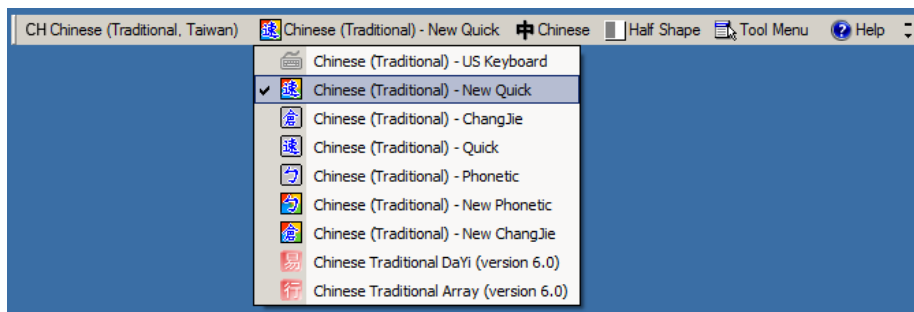 CH Chinese (Traditional, Taiwan) 速 Chinese (Traditional) - New Quick 中 Chinese Half Shape Tool Menu ? Help
Chinese (Traditional) - US Keyboard
速 Chinese (Traditional) - New Quick
倉 Chinese (Traditional) - ChangJie
速 Chinese (Traditional) - Quick
ㄅ Chinese (Traditional) - Phonetic
ㄅ Chinese (Traditional) - New Phonetic
倉 Chinese (Traditional) - New ChangJie
易 Chinese Traditional DaYi (version 6.0)
行 Chinese Traditional Array (version 6.0)